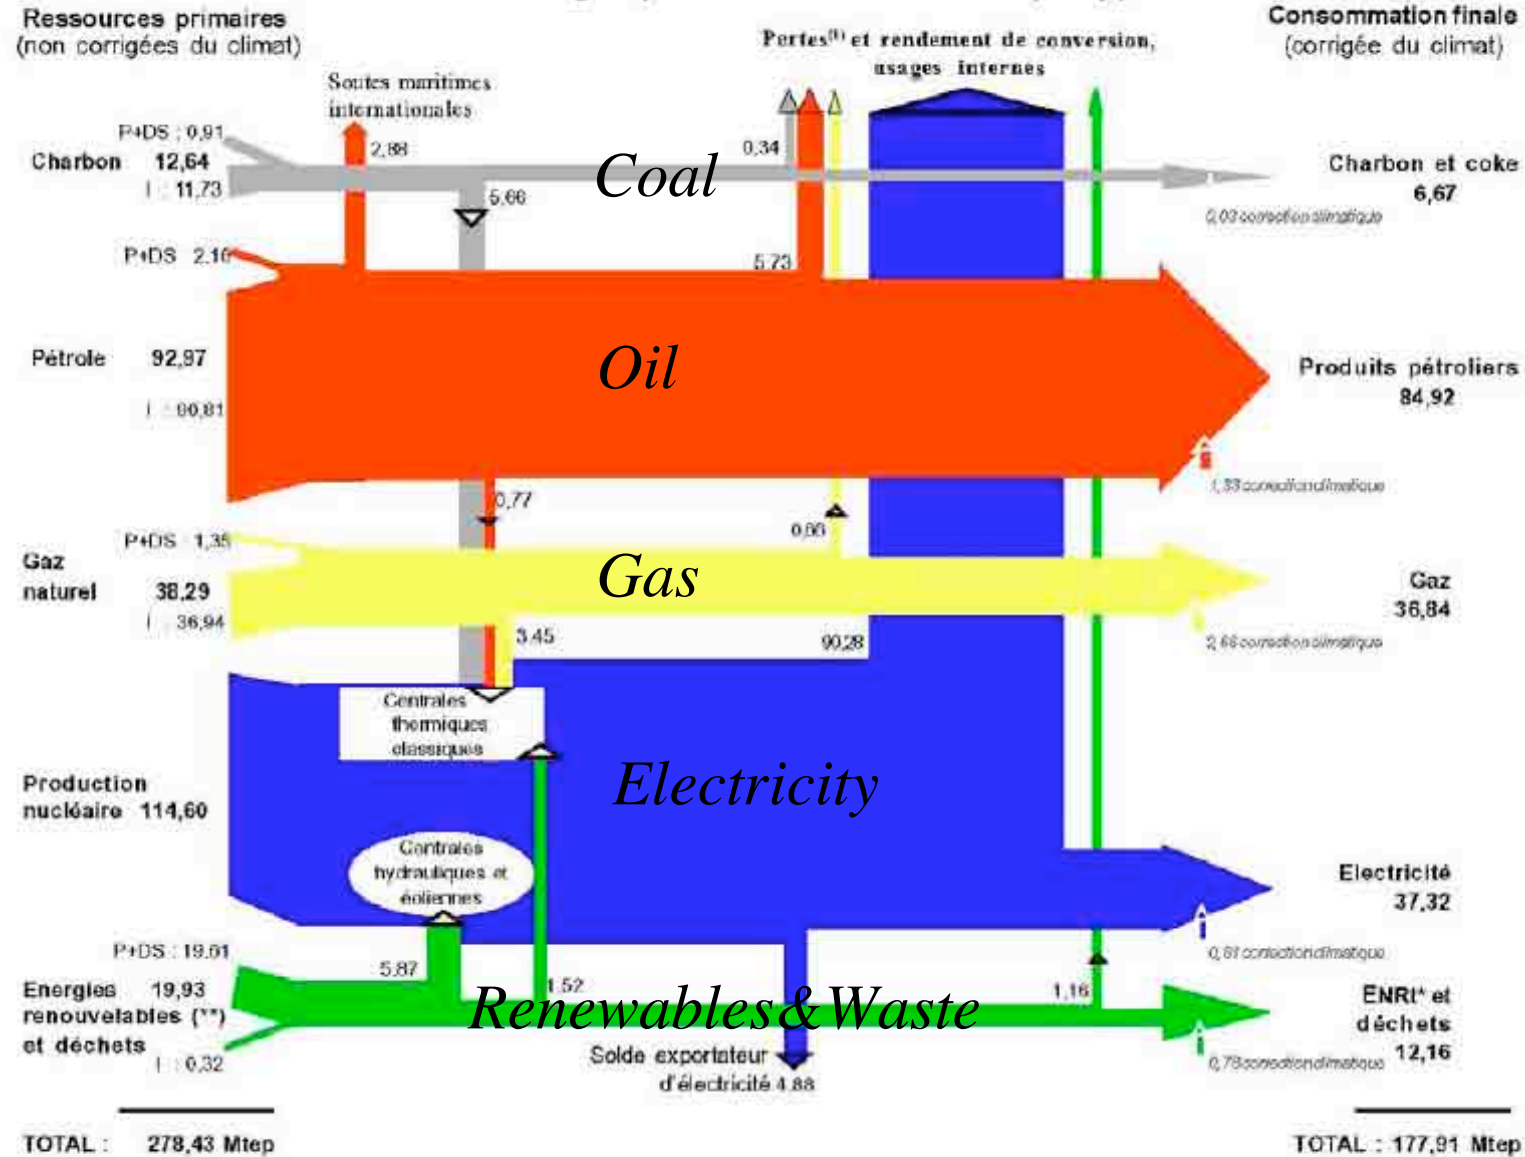 Ressources primaires
(non corrigées du climat)
Consommation finale
(corrigée du climat)
Pertes(1) et rendement de conversion,
usages internes
Soutes maritimes
internationales
P+DS : 0,91
Charbon 12,64
I : 11,73
2,88
5,66
0,34
Coal
Charbon et coke
6,67
0,03 correction climatique
P+DS 2,16
5,73
Pétrole 92,97
I : 90,81
Oil
Produits pétroliers
84,92
1,33 correction climatique
0,77
P+DS : 1,35
Gaz
naturel 38,29
I : 36,94
Gas
Gaz
36,84
2,66 correction climatique
3,45
90,28
Centrales
thermiques
classiques
Production
nucléaire 114,60
Electricity
Centrales
hydrauliques et
éoliennes
Electricité
37,32
0,61 correction climatique
P+DS : 19,61
5,87
1,52
1,16
Energies 19,93
renouvelables (**)
et déchets
I : 0,32
Renewables&Waste
ENRt* et
déchets
12,16
0,78 correction climatique
Solde exportateur
d'électricité 4,88
TOTAL : 278,43 Mtep
TOTAL : 177,91 Mtep